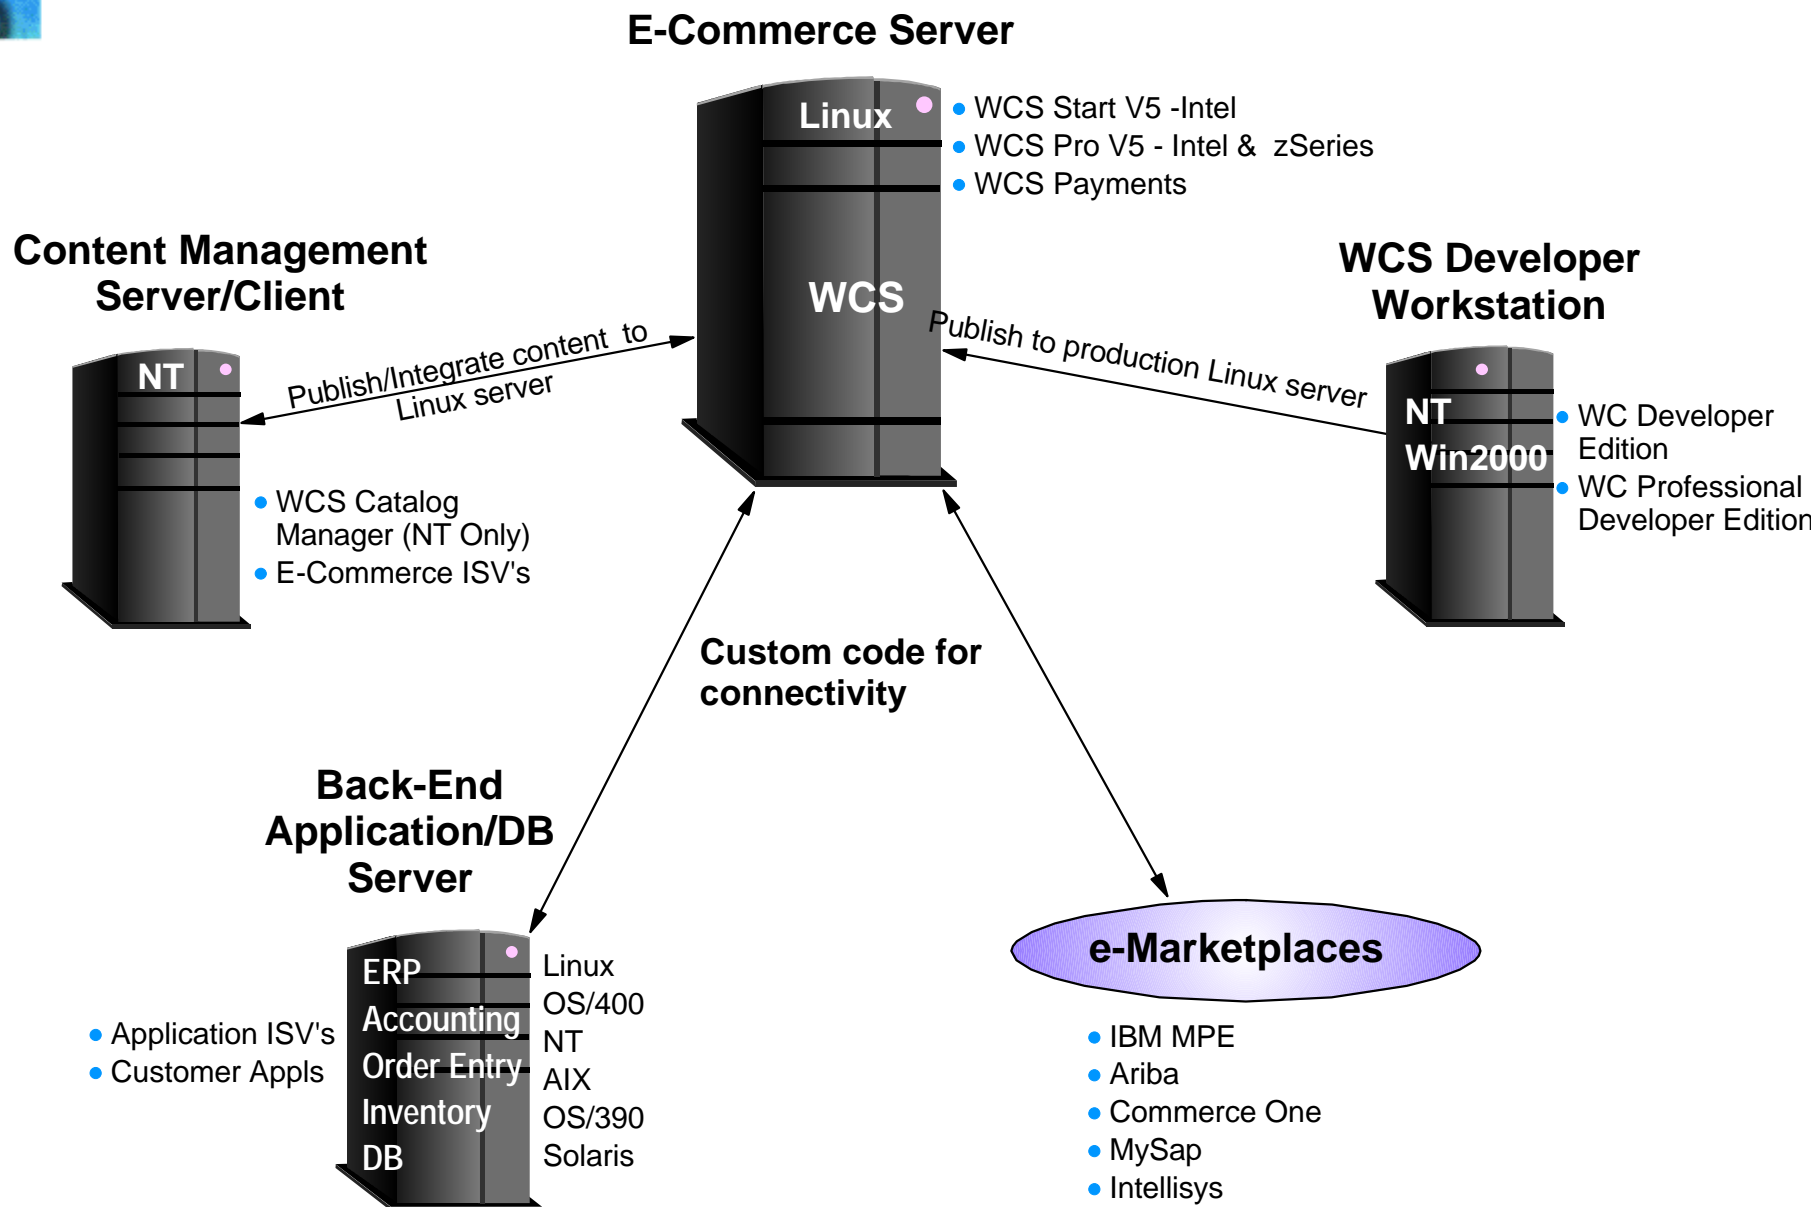 E-Commerce Server
Linux
WCS
WCS Start V5 -Intel
WCS Pro V5 - Intel &  zSeries
WCS Payments
Content Management
Server/Client
NT
Publish/Integrate content  to
Linux server
WCS Catalog
Manager (NT Only)
E-Commerce ISV's
WCS Developer
Workstation
Publish to production Linux server
NT
Win2000
WC Developer
Edition
WC Professional
Developer Edition
Custom code for
connectivity
Back-End
Application/DB
Server
ERP
Accounting
Order Entry
Inventory
DB
Linux
OS/400
NT
AIX
OS/390
Solaris
Application ISV's
Customer Appls
e-Marketplaces
IBM MPE
Ariba
Commerce One
MySap
Intellisys